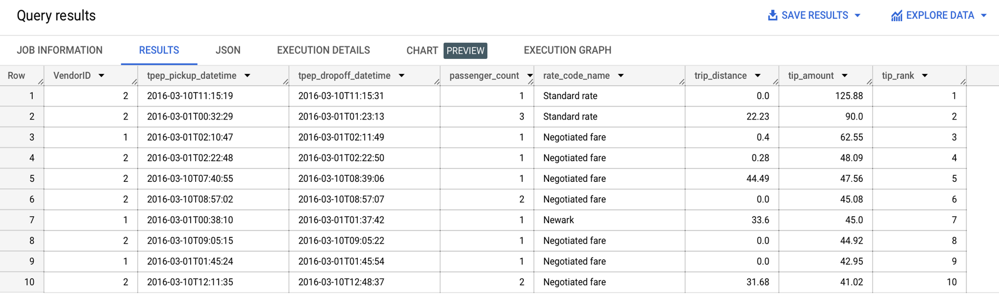 Query results SAVE RESULTS EXPLORE DATA
JOB INFORMATION RESULTS JSON EXECUTION DETAILS CHART PREVIEW EXECUTION GRAPH
Row VendorID tpep_pickup_datetime tpep_dropoff_datetime passenger_count rate_code_name trip_distance tip_amount tip_rank
1 2 2016-03-10T11:15:19 2016-03-10T11:15:31 1 Standard rate 0.0 125.88 1
2 2 2016-03-01T00:32:29 2016-03-01T01:23:13 3 Standard rate 22.23 90.0 2
3 1 2016-03-01T02:10:47 2016-03-01T02:11:49 1 Negotiated fare 0.4 62.55 3
4 2 2016-03-01T02:22:48 2016-03-01T02:22:50 1 Negotiated fare 0.28 48.09 4
5 2 2016-03-10T07:40:55 2016-03-10T08:39:06 1 Negotiated fare 44.49 47.56 5
6 2 2016-03-10T08:57:02 2016-03-10T08:57:07 2 Negotiated fare 0.0 45.08 6
7 1 2016-03-01T00:38:10 2016-03-01T01:37:42 1 Newark 33.6 45.0 7
8 2 2016-03-10T09:05:15 2016-03-10T09:05:22 1 Negotiated fare 0.0 44.92 8
9 1 2016-03-01T01:45:24 2016-03-01T01:45:54 1 Negotiated fare 0.0 42.95 9
10 2 2016-03-10T12:11:35 2016-03-10T12:48:37 2 Negotiated fare 31.68 41.02 10